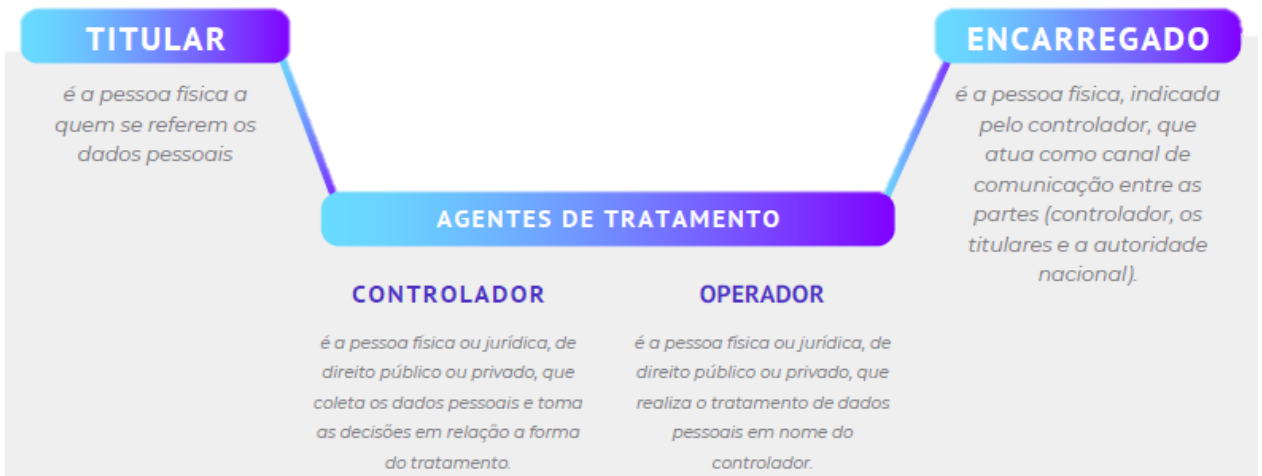 TITULAR
é a pessoa física a
quem se referem os
dados pessoais
AGENTES DE TRATAMENTO
CONTROLADOR
é a pessoa física ou jurídica, de
direito público ou privado, que
coleta os dados pessoais e toma
as decisões em relação a forma
do tratamento.
OPERADOR
é a pessoa física ou jurídica, de
direito público ou privado, que
realiza o tratamento de dados
pessoais em nome do
controlador.
ENCARREGADO
é a pessoa física, indicada
pelo controlador, que
atua como canal de
comunicação entre as
partes (controlador, os
titulares e a autoridade
nacional).